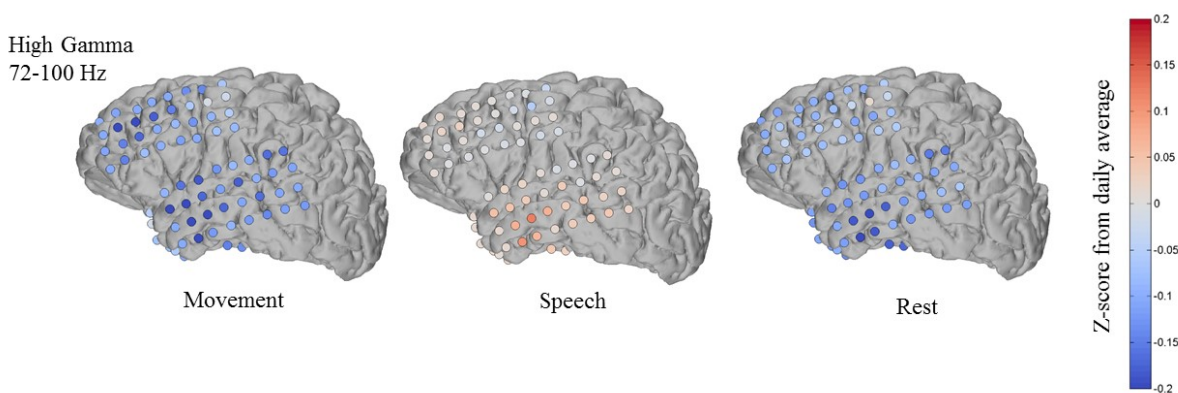 High Gamma
72-100 Hz
Movement
Speech
Rest
Z-score from daily average
0.2
0.15
0.1
0.05
0
-0.05
-0.1
-0.15
-0.2